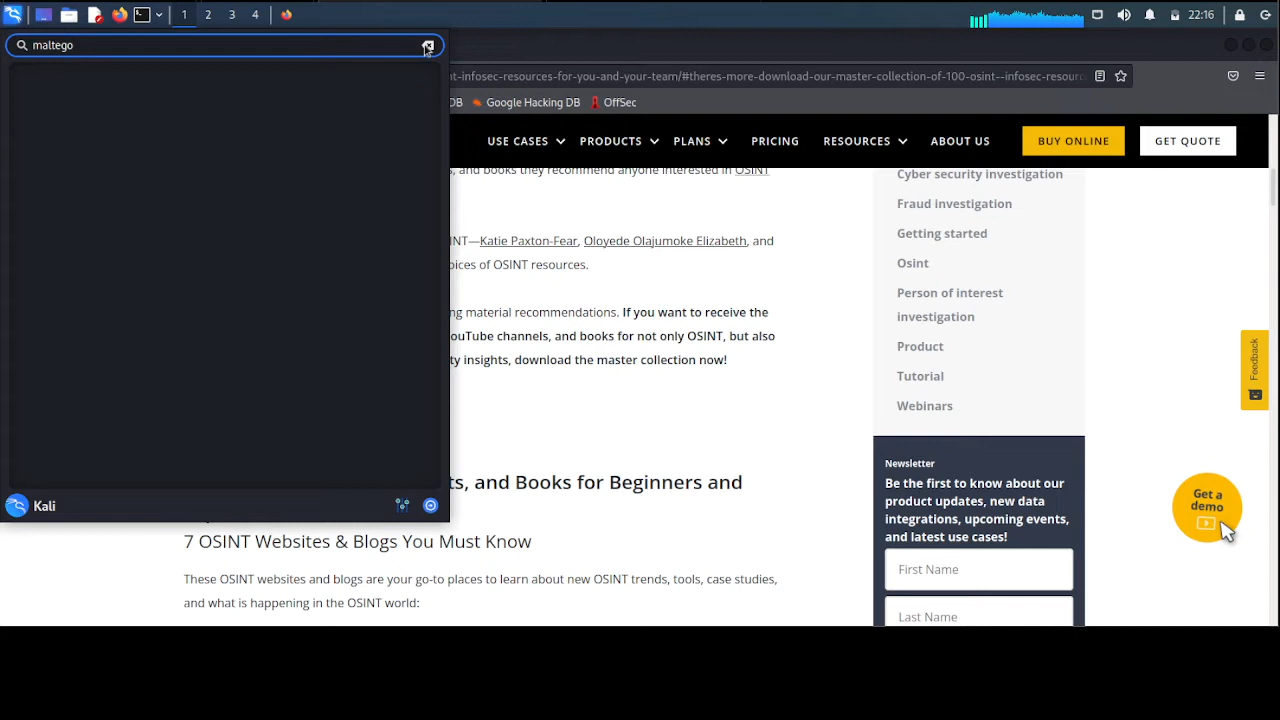 1 2 3 4
22:16
maltego
nt-infosec-resources-for-you-and-your-team/#theres-more-download-our-master-collection-of-100-osint--infosec-resour
DB Google Hacking DB OffSec
USE CASES PRODUCTS PLANS PRICING RESOURCES ABOUT US BUY ONLINE GET QUOTE
s, and books they recommend anyone interested in OSINT
INT—Katie Paxton-Fear, Oloyede Olajumoke Elizabeth, and
oices of OSINT resources.
ng material recommendations. If you want to receive the
ouTube channels, and books for not only OSINT, but also
ty insights, download the master collection now!
Kali
ts, and Books for Beginners and
7 OSINT Websites & Blogs You Must Know
These OSINT websites and blogs are your go-to places to learn about new OSINT trends, tools, case studies,
and what is happening in the OSINT world:
Cyber security investigation
Fraud investigation
Getting started
Osint
Person of interest
investigation
Product
Tutorial
Webinars
Newsletter
Be the first to know about our
product updates, new data
integrations, upcoming events,
and latest use cases!
First Name
Last Name
Feedback
Get a
demo